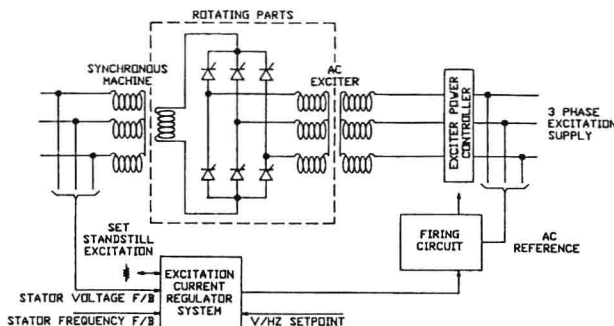 ROTATING PARTS
SYNCHRONOUS
MACHINE
AC
EXCITER
EXCITER POWER
CONTROLLER
3 PHASE
EXCITATION
SUPPLY
SET
STANDSTILL
EXCITATION
FIRING
CIRCUIT
AC
REFERENCE
EXCITATION
CURRENT
REGULATOR
SYSTEM
STATOR VOLTAGE F/B
STATOR FREQUENCY F/B
V/HZ SETPOINT